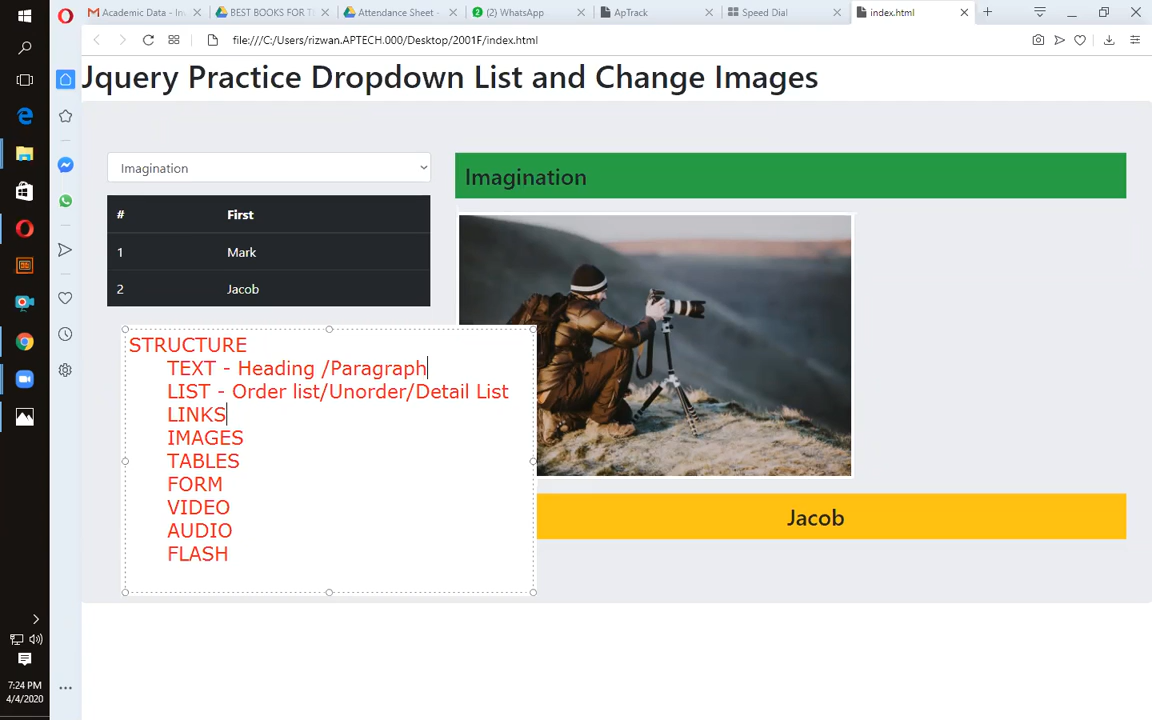 Academic Data - In
BEST BOOKS FOR T
Attendance Sheet -
(2) WhatsApp
ApTrack
Speed Dial
index.html
file:///C:/Users/rizwan.APTECH.000/Desktop/2001F/index.html
Jquery Practice Dropdown List and Change Images
Imagination
# First
1 Mark
2 Jacob
Imagination
STRUCTURE
TEXT - Heading /Paragraph
LIST - Order list/Unorder/Detail List
LINKS
IMAGES
TABLES
FORM
VIDEO
AUDIO
FLASH
Jacob
7:24 PM
4/4/2020